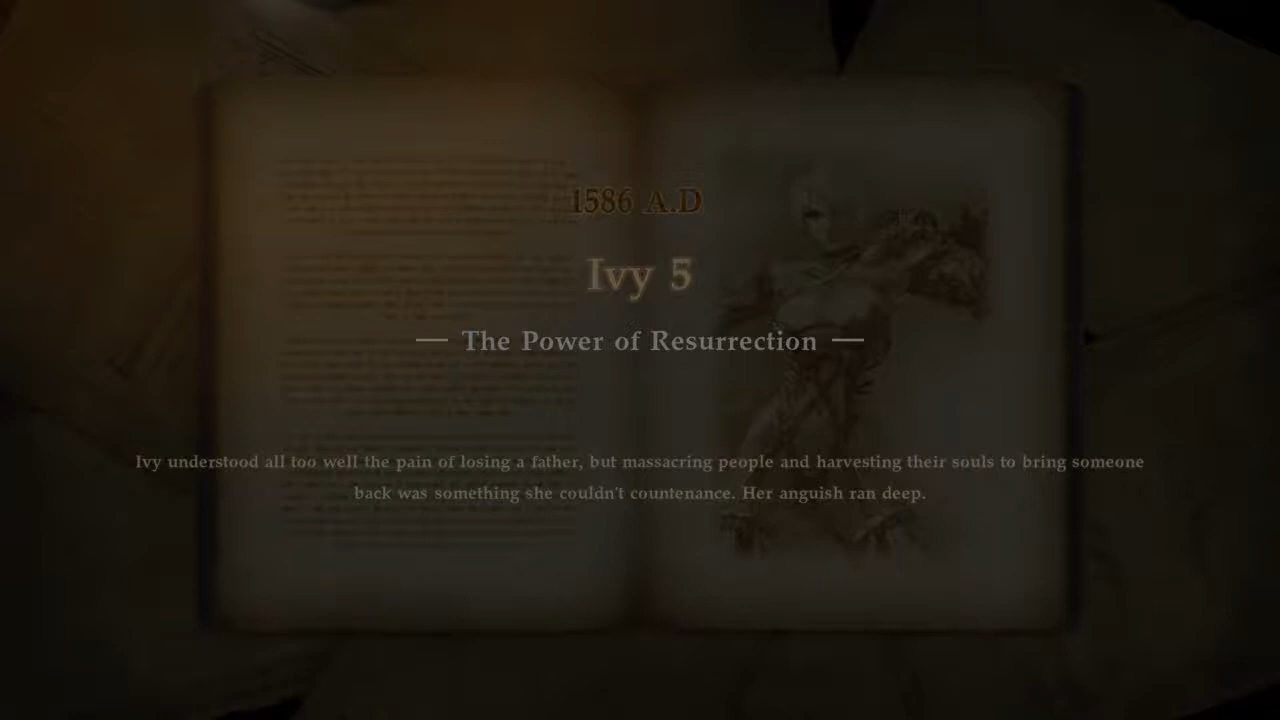 1586 A.D
Ivy 5
— The Power of Resurrection —
Ivy understood all too well the pain of losing a father, but massacring people and harvesting their souls to bring someone
back was something she couldn't countenance. Her anguish ran deep.